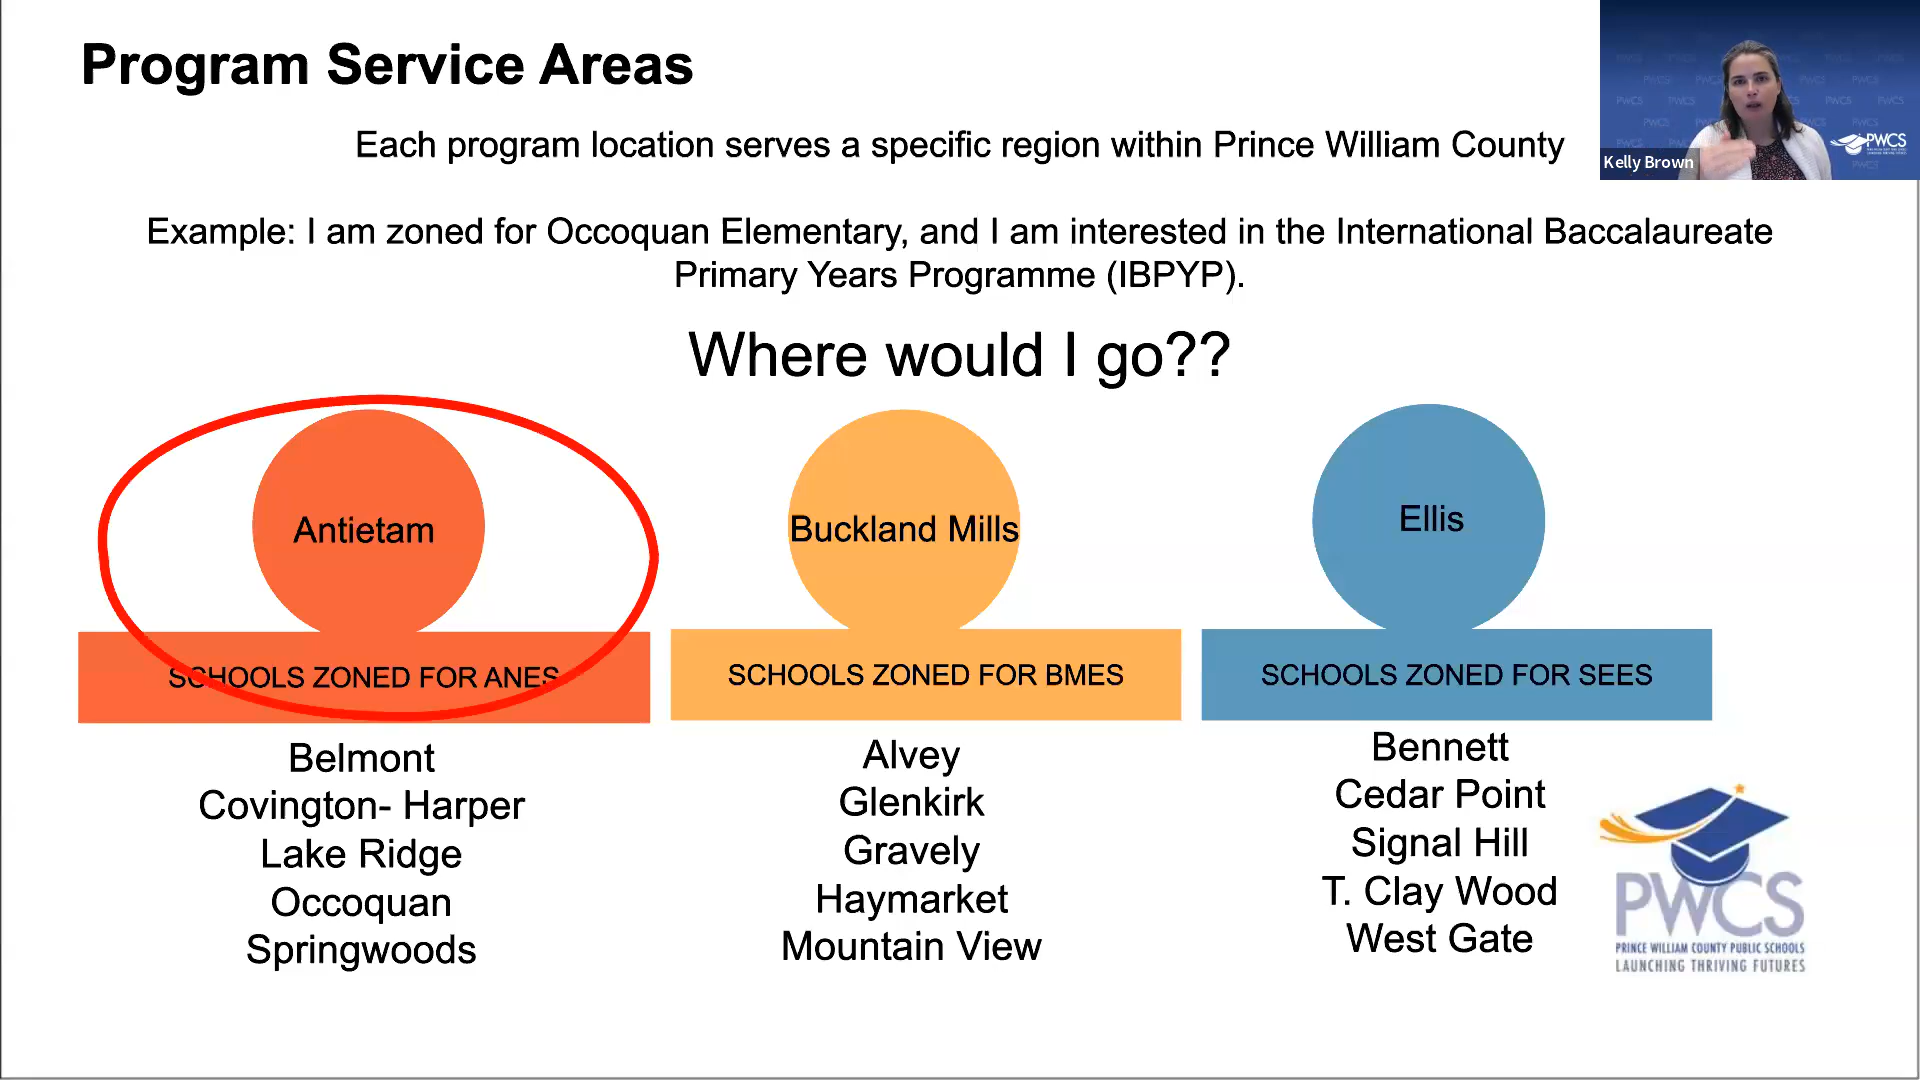 Program Service Areas
Each program location serves a specific region within Prince William County
Example: I am zoned for Occoquan Elementary, and I am interested in the International Baccalaureate
Primary Years Programme (IBPYP).
Where would I go??
Antietam
SCHOOLS ZONED FOR ANES
Belmont
Covington- Harper
Lake Ridge
Occoquan
Springwoods
Buckland Mills
SCHOOLS ZONED FOR BMES
Alvey
Glenkirk
Gravely
Haymarket
Mountain View
Ellis
SCHOOLS ZONED FOR SEES
Bennett
Cedar Point
Signal Hill
T. Clay Wood
West Gate
PWCS
PRINCE WILLIAM COUNTY PUBLIC SCHOOLS
LAUNCHING THRIVING FUTURES
Kelly Brown
PWCS